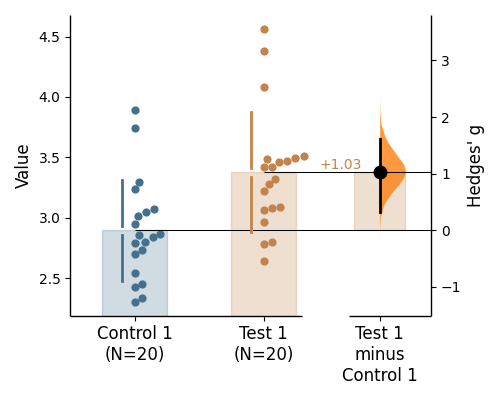 4.5
4.0
3.5
3.0
2.5
Value
+1.03
3
2
1
0
−1
Hedges' g
Control 1
(N=20)
Test 1
(N=20)
Test 1
minus
Control 1